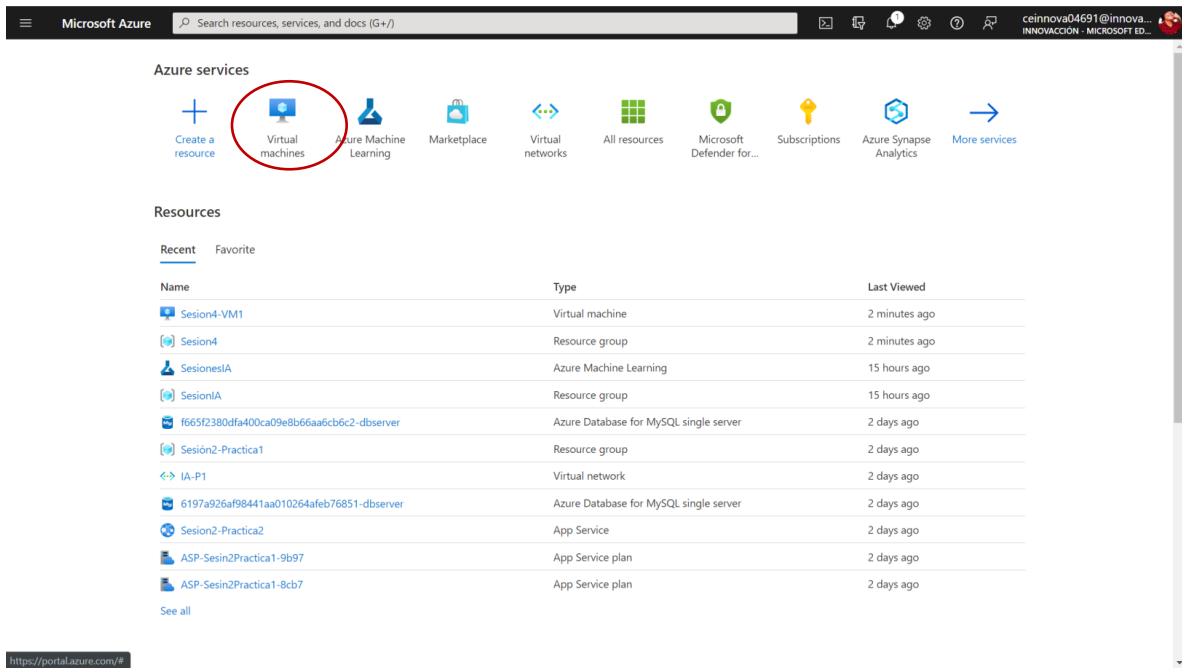 Microsoft Azure
Search resources, services, and docs (G+/)
1
ceinnova04691@innova...
INNOVACCIÓN - MICROSOFT ED...
Azure services
Create a
resource
Virtual
machines
Azure Machine
Learning
Marketplace
Virtual
networks
All resources
Microsoft
Defender for...
Subscriptions
Azure Synapse
Analytics
More services
Resources
Recent Favorite
Name Type Last Viewed
Sesion4-VM1 Virtual machine 2 minutes ago
Sesion4 Resource group 2 minutes ago
SesionesIA Azure Machine Learning 15 hours ago
SesionIA Resource group 15 hours ago
f665f2380dfa400ca09e8b66aa6cb6c2-dbserver Azure Database for MySQL single server 2 days ago
Sesión2-Practica1 Resource group 2 days ago
IA-P1 Virtual network 2 days ago
6197a926af98441aa010264afeb76851-dbserver Azure Database for MySQL single server 2 days ago
Sesion2-Practica2 App Service 2 days ago
ASP-Sesin2Practica1-9b97 App Service plan 2 days ago
ASP-Sesin2Practica1-8cb7 App Service plan 2 days ago
See all
https://portal.azure.com/#